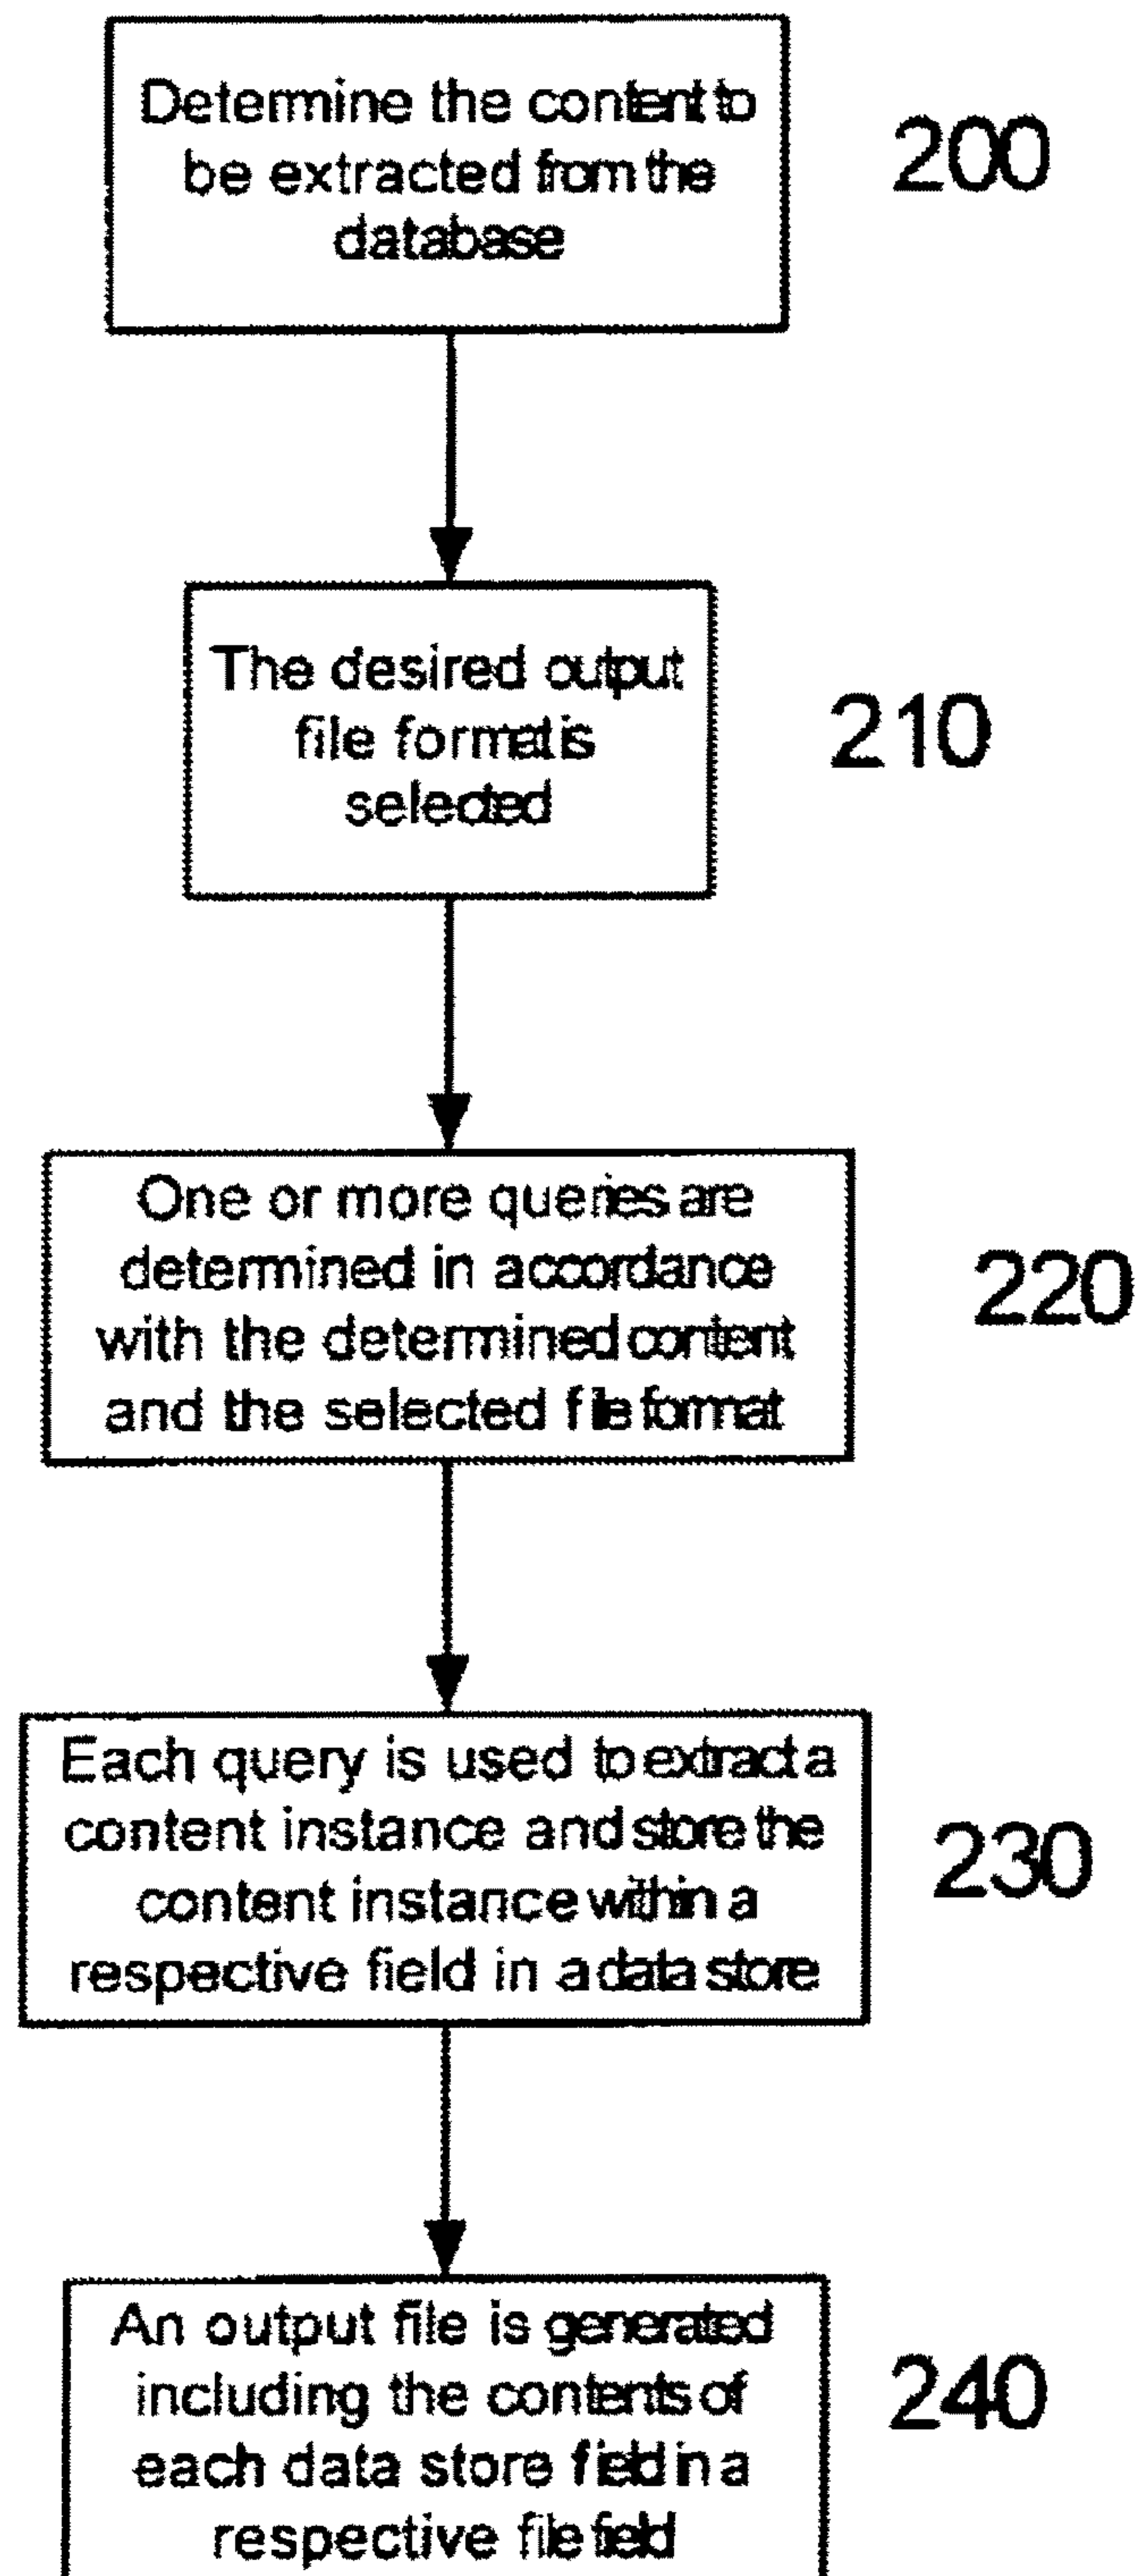 Determine the content to
be extracted from the
database
200
The desired output
file format is
selected
210
One or more queries are
determined in accordance
with the determined content
and the selected file format
220
Each query is used to extract a
content instance and store the
content instance within a
respective field in a data store
230
An output file is generated
including the contents of
each data store field in a
respective file field
240